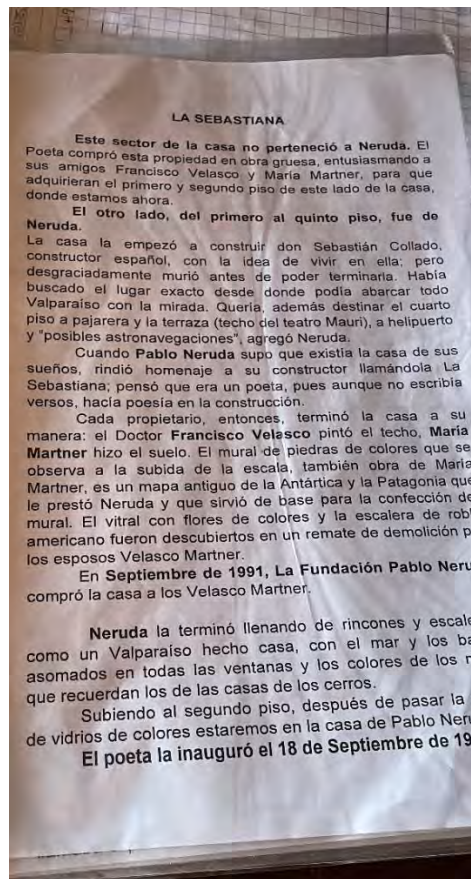 LA SEBASTIANA
Este sector de la casa no perteneció a Neruda. El
Poeta compró esta propiedad en obra gruesa, entusiasmando a
sus amigos Francisco Velasco y María Martner, para que
adquirieran el primero y segundo piso de este lado de la casa,
donde estamos ahora.
El otro lado, del primero al quinto piso, fue de
Neruda.
La casa la empezó a construir don Sebastián Collado,
constructor español, con la idea de vivir en ella; pero
desgraciadamente murió antes de poder terminarla. Había
buscado el lugar exacto desde donde podía abarcar todo
Valparaíso con la mirada. Quería, además destinar el cuarto
piso a pajarera y la terraza (techo del teatro Mauri), a helipuerto
y "posibles astronavegaciones", agregó Neruda.
Cuando Pablo Neruda supo que existía la casa de sus
sueños, rindió homenaje a su constructor llamándola La
Sebastiana; pensó que era un poeta, pues aunque no escribía
versos, hacía poesía en la construcción.
Cada propietario, entonces, terminó la casa a su
manera: el Doctor Francisco Velasco pintó el techo, María
Martner hizo el suelo. El mural de piedras de colores que se
observa a la subida de la escala, también obra de María
Martner, es un mapa antiguo de la Antártica y la Patagonia que
le prestó Neruda y que sirvió de base para la confección de
mural. El vitral con flores de colores y la escalera de robl
americano fueron descubiertos en un remate de demolición p
los esposos Velasco Martner.
En Septiembre de 1991, La Fundación Pablo Neru
compró la casa a los Velasco Martner.
Neruda la terminó llenando de rincones y escale
como un Valparaíso hecho casa, con el mar y los ba
asomados en todas las ventanas y los colores de los
que recuerdan los de las casas de los cerros.
Subiendo al segundo piso, después de pasar la
de vidrios de colores estaremos en la casa de Pablo Neru
El poeta la inauguró el 18 de Septiembre de 19